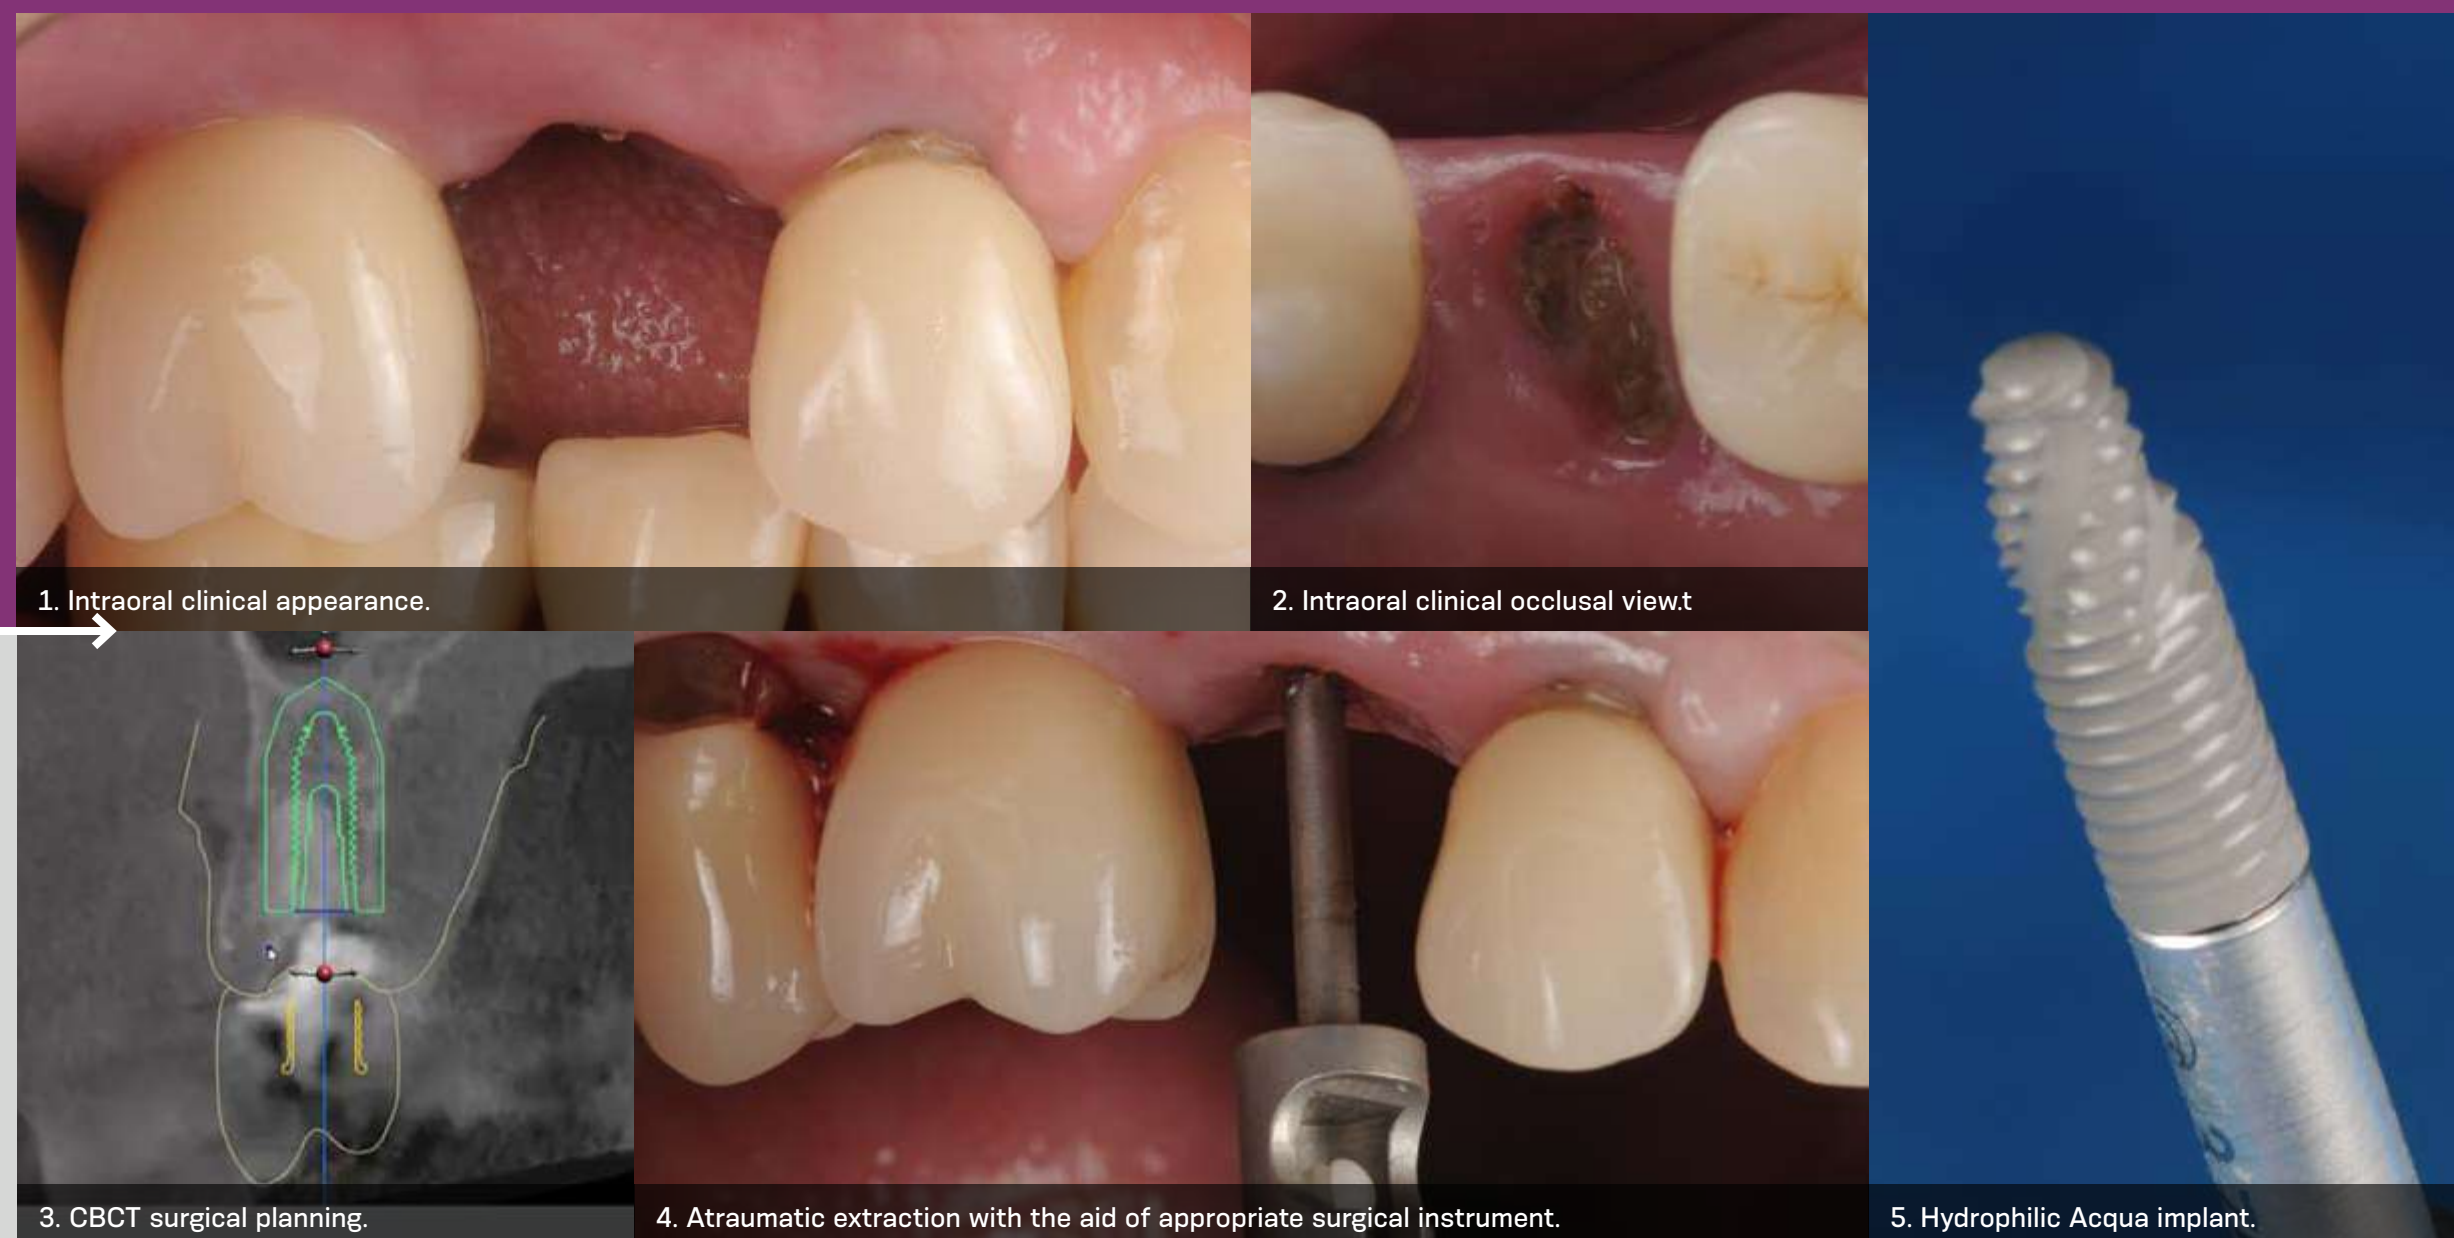 1. Intraoral clinical appearance.
2. Intraoral clinical occlusal view.t
3. CBCT surgical planning.
4. Atraumatic extraction with the aid of appropriate surgical instrument.
5. Hydrophilic Acqua implant.